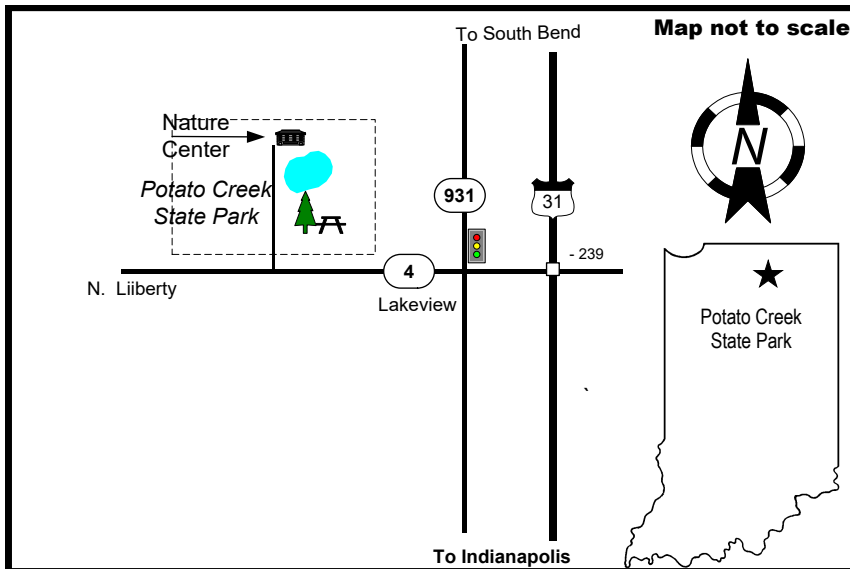 To South Bend
Map not to scale
Nature
Center
N
Potato Creek
State Park
931
31
- 239
4
N. Liiberty
Lakeview
Potato Creek
State Park
`
To Indianapolis